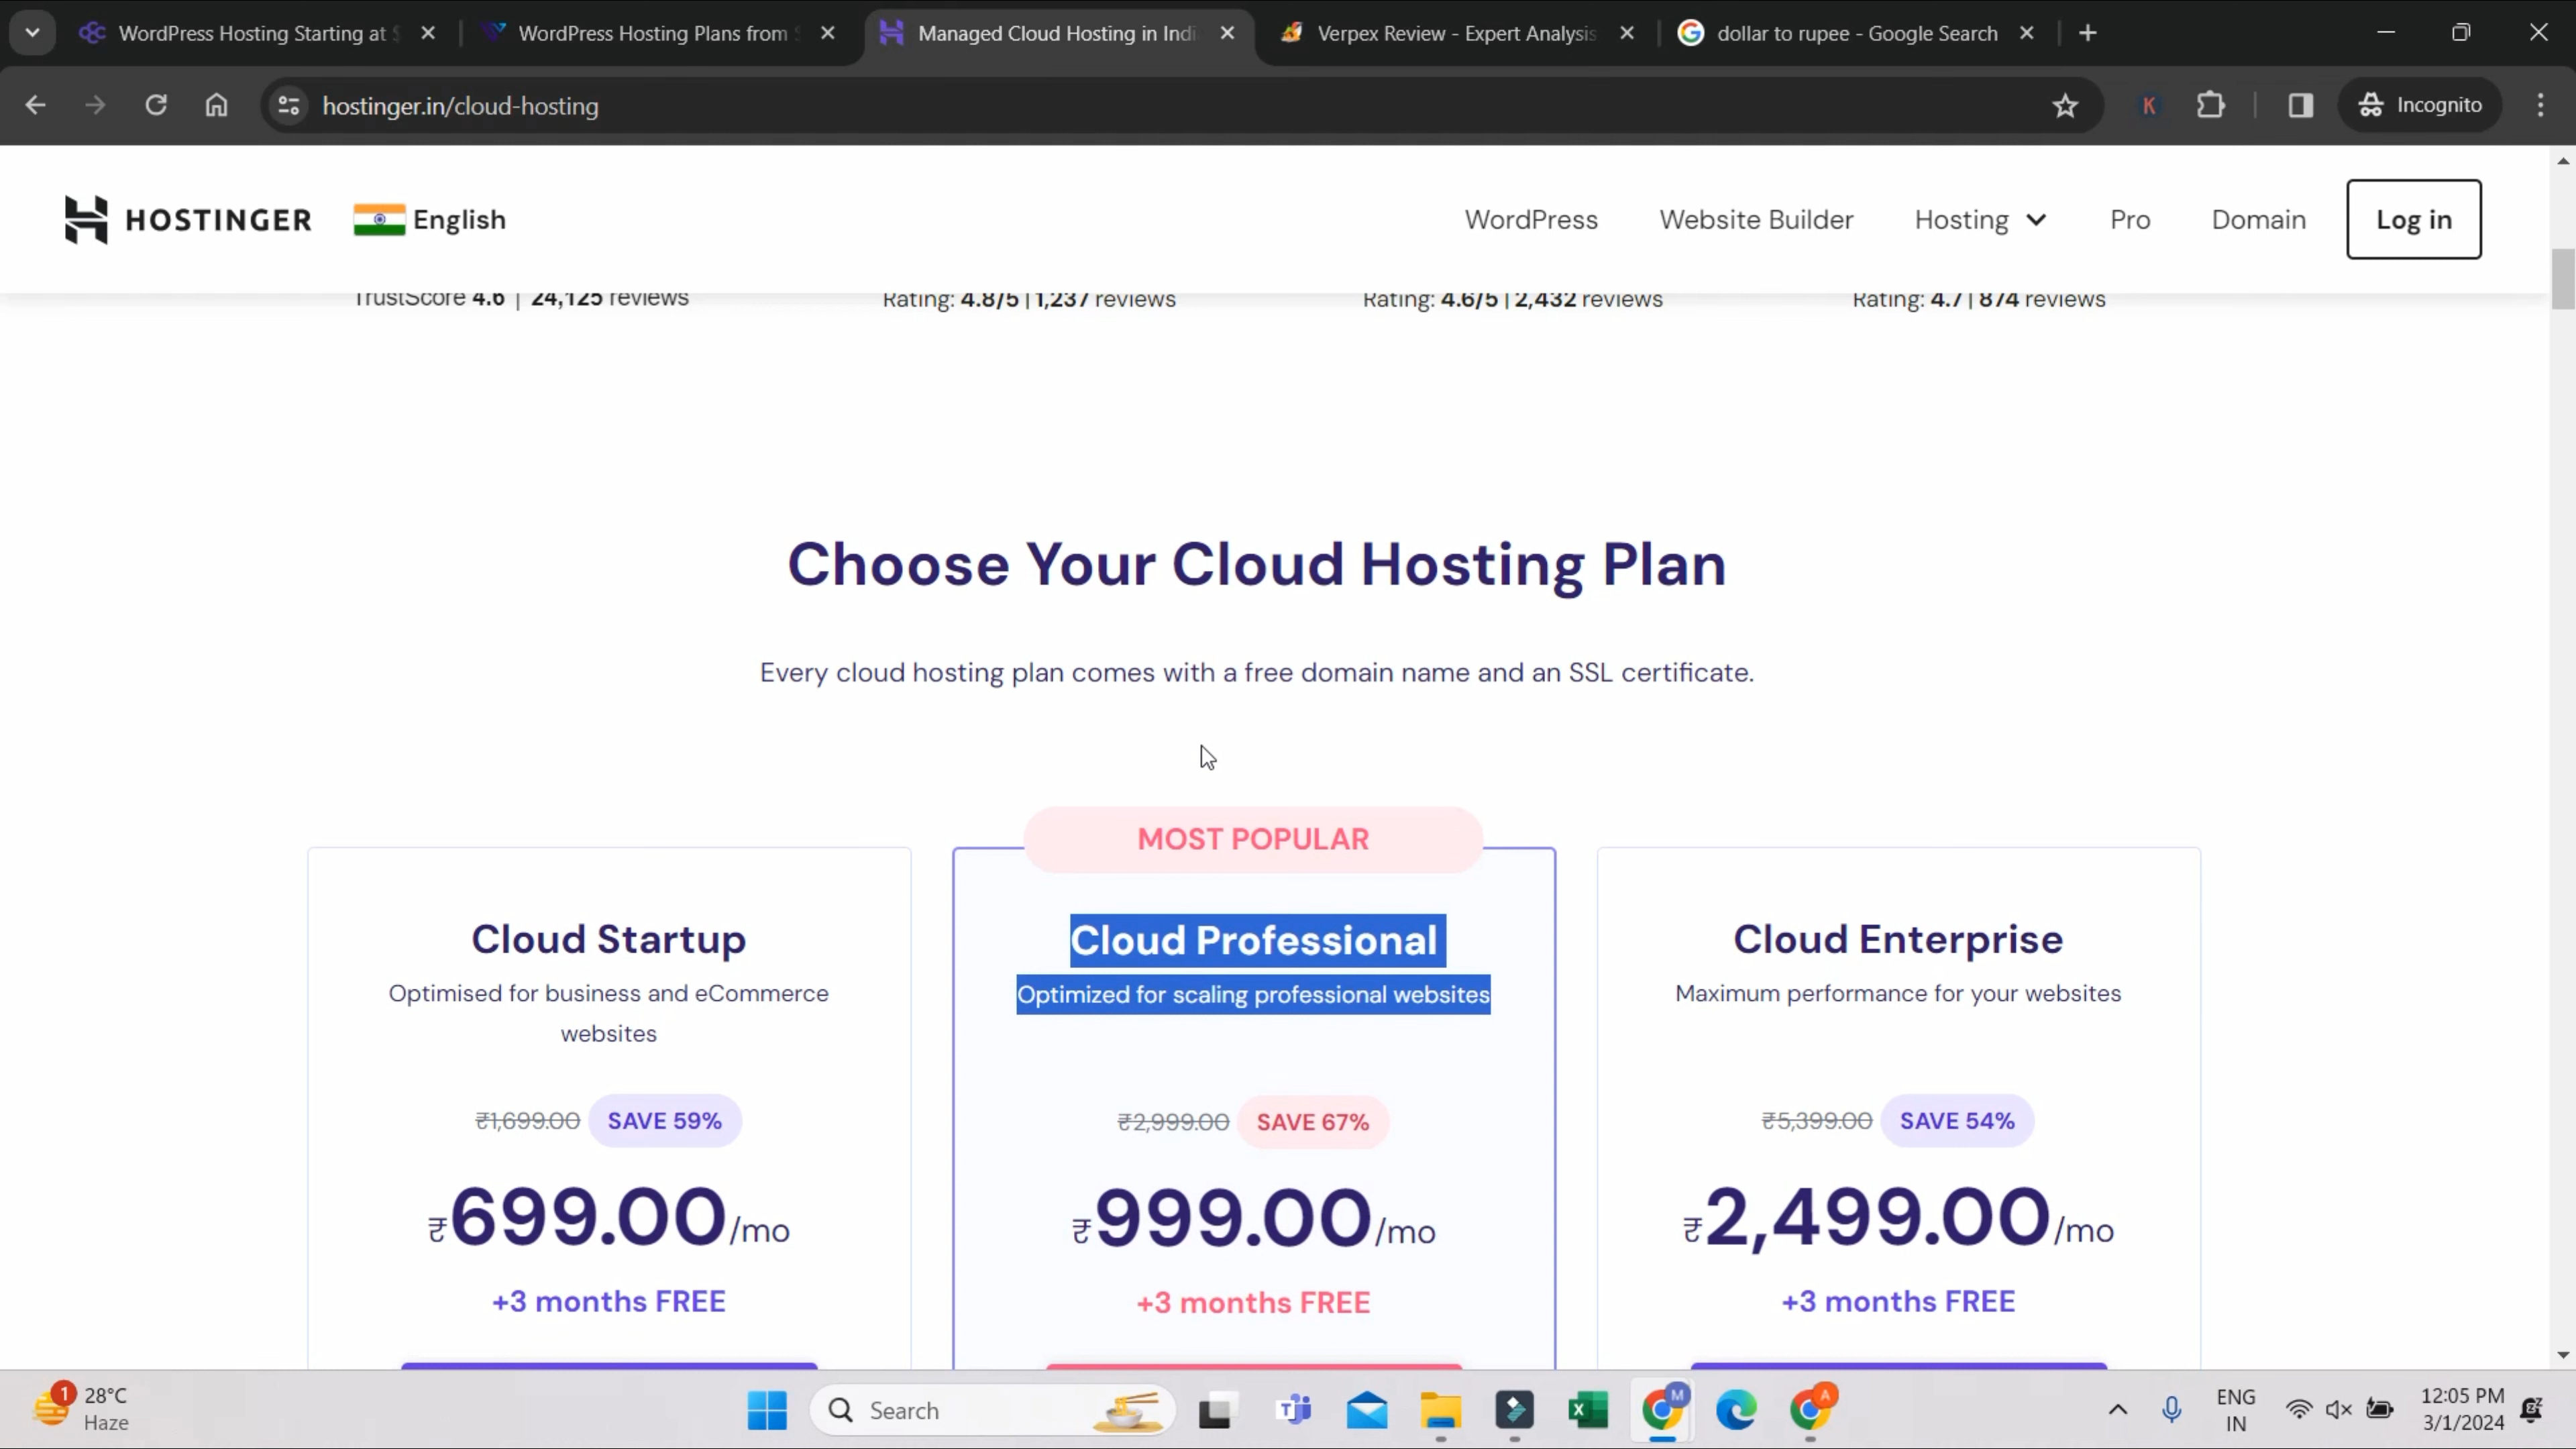 WordPress Hosting Starting at $
WordPress Hosting Plans from $
Managed Cloud Hosting in Indi
Verpex Review - Expert Analysis
dollar to rupee - Google Search
hostinger.in/cloud-hosting
K
Incognito
HOSTINGER
English
WordPress
Website Builder
Hosting
Pro
Domain
Log in
TrustScore 4.6 | 24,125 reviews
Rating: 4.8/5 | 1,237 reviews
Rating: 4.6/5 | 2,432 reviews
Rating: 4.7 | 874 reviews
Choose Your Cloud Hosting Plan
Every cloud hosting plan comes with a free domain name and an SSL certificate.
MOST POPULAR
Cloud Startup
Optimised for business and eCommerce
websites
₹1,699.00 SAVE 59%
₹699.00/mo
+3 months FREE
Cloud Professional
Optimized for scaling professional websites
₹2,999.00 SAVE 67%
₹999.00/mo
+3 months FREE
Cloud Enterprise
Maximum performance for your websites
₹5,399.00 SAVE 54%
₹2,499.00/mo
+3 months FREE
1
28°C
Haze
Search
M
A
ENG
IN
12:05 PM
3/1/2024